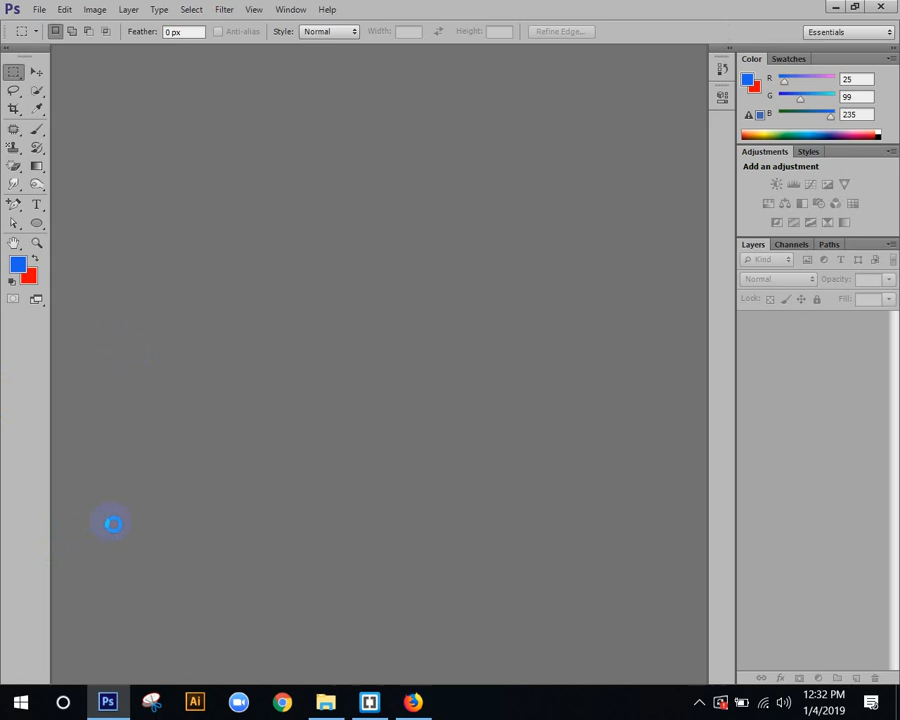 Ps File Edit Image Layer Type Select Filter View Window Help
Feather: 0 px Anti-alias Style: Normal Width: Height: Refine Edge... Essentials
Color Swatches
R 25
G 99
B 235
Adjustments Styles
Add an adjustment
Layers Channels Paths
Kind
Normal Opacity:
Lock: Fill:
Ps Ai
12:32 PM
1/4/2019